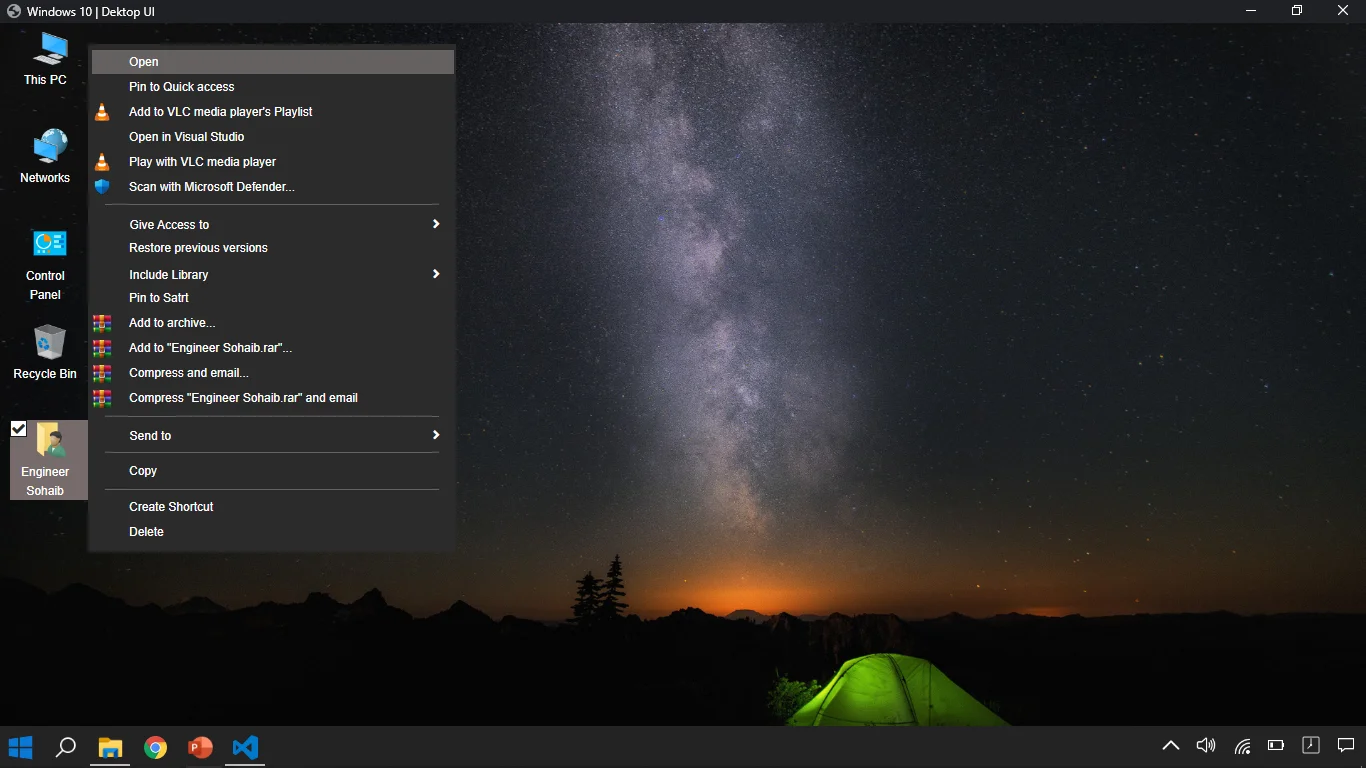 Windows 10 | Dektop UI
This PC
Networks
Control
Panel
Recycle Bin
Engineer
Sohaib
Open
Pin to Quick access
Add to VLC media player's Playlist
Open in Visual Studio
Play with VLC media player
Scan with Microsoft Defender...
Give Access to
Restore previous versions
Include Library
Pin to Satrt
Add to archive...
Add to "Engineer Sohaib.rar"...
Compress and email...
Compress "Engineer Sohaib.rar" and email
Send to
Copy
Create Shortcut
Delete
P